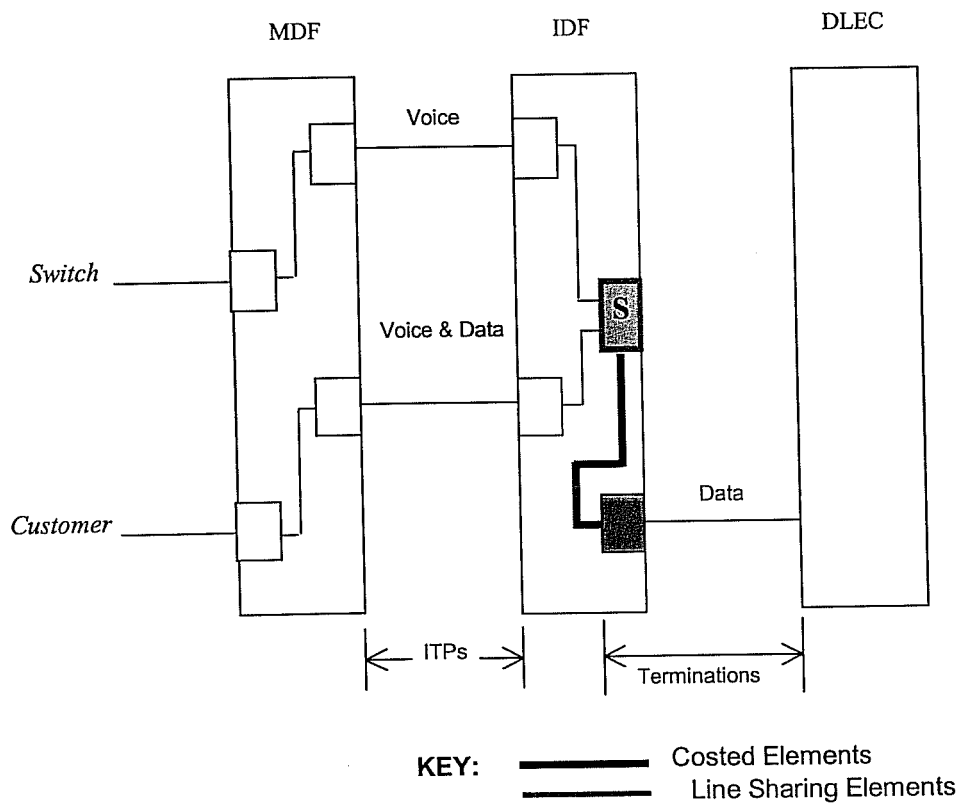 MDF
IDF
DLEC
Voice
Switch
S
Voice & Data
Customer
Data
ITPs
Terminations
KEY:
Costed Elements
Line Sharing Elements